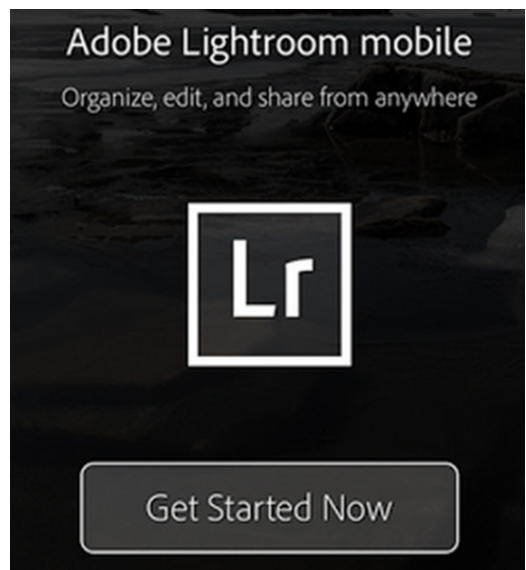 Adobe Lightroom mobile
Organize, edit, and share from anywhere
Lr
Get Started Now